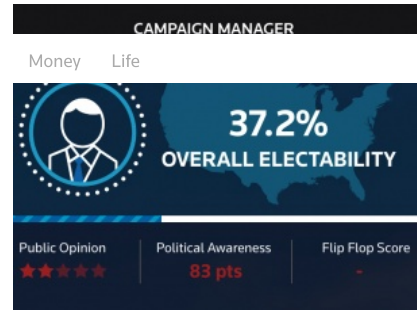 CAMPAIGN MANAGER
Money Life
37.2%
OVERALL ELECTABILITY
Public Opinion Political Awareness Flip Flop Score
83 pts -